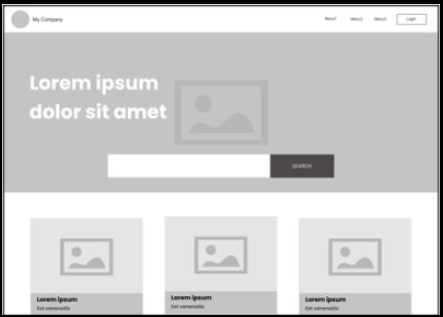 My Company
Menu1 Menu2 Menu3 Login
Lorem ipsum
dolor sit amet
SEARCH
Lorem ipsum
Est venenatis
Lorem ipsum
Est venenatis
Lorem ipsum
Est venenatis